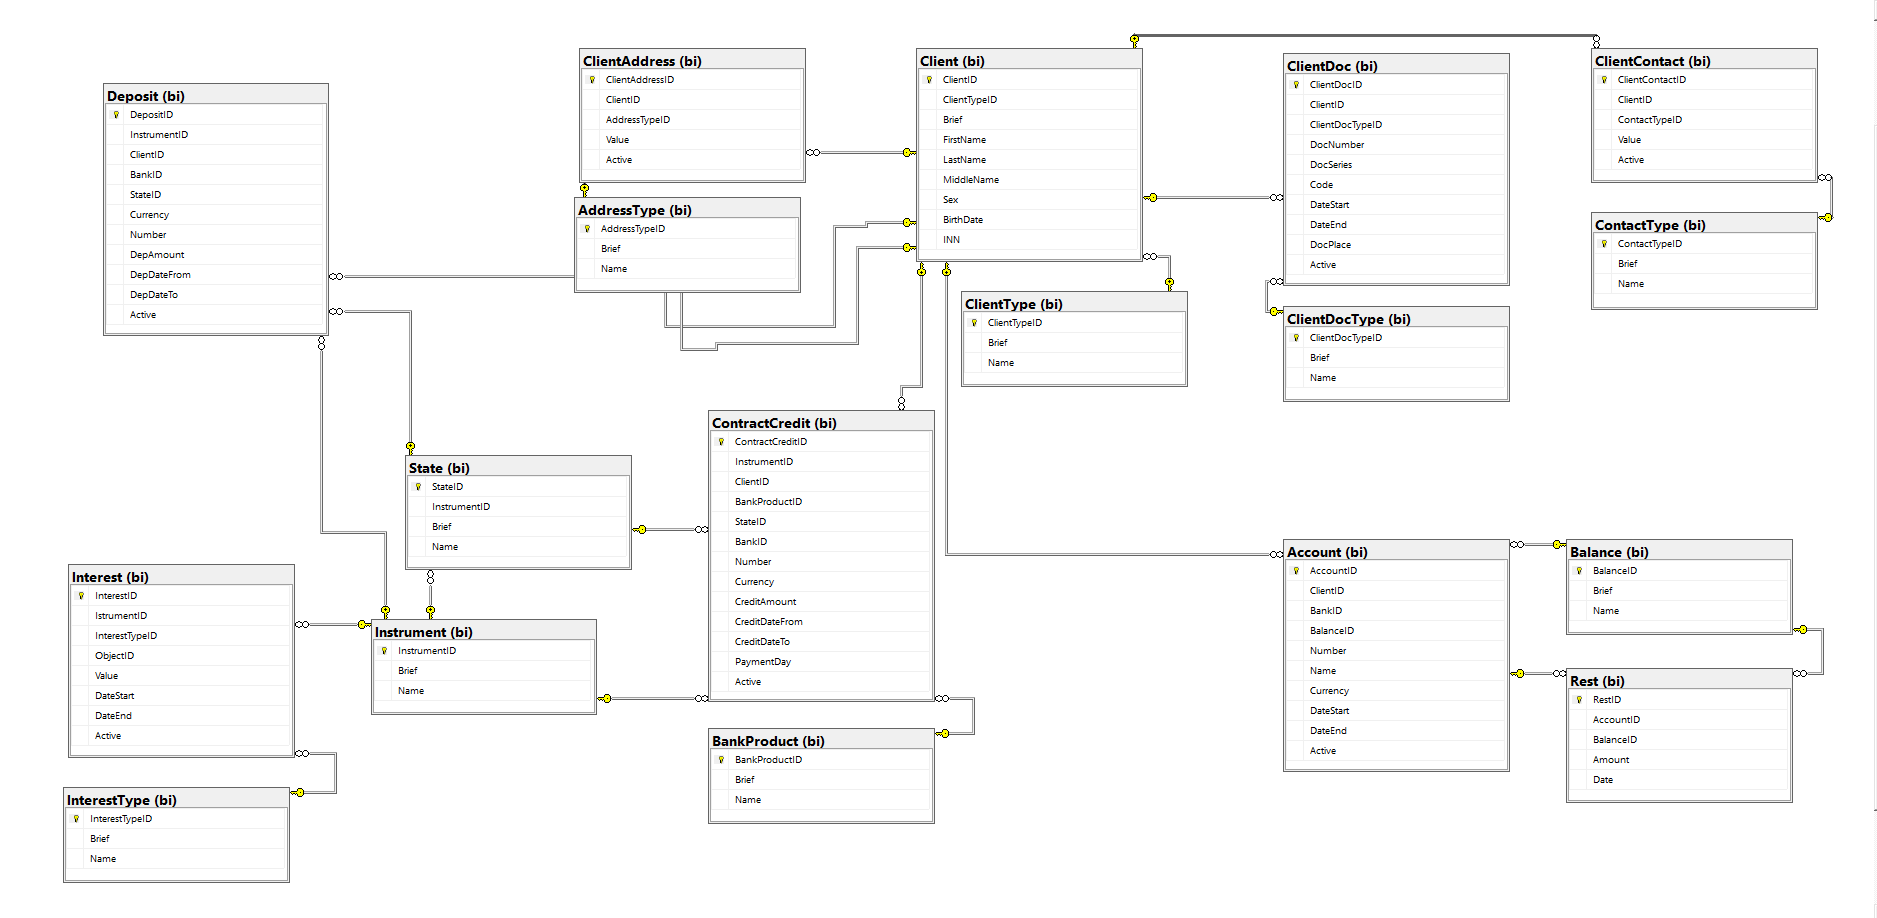 Deposit (bi)
DepositID
InstrumentID
ClientID
BankID
StateID
Currency
Number
DepAmount
DepDateFrom
DepDateTo
Active
ClientAddress (bi)
ClientAddressID
ClientID
AddressTypeID
Value
Active
AddressType (bi)
AddressTypeID
Brief
Name
Client (bi)
ClientID
ClientTypeID
Brief
FirstName
LastName
MiddleName
Sex
BirthDate
INN
ClientType (bi)
ClientTypeID
Brief
Name
ClientDoc (bi)
ClientDocID
ClientID
ClientDocTypeID
DocNumber
DocSeries
Code
DateStart
DateEnd
DocPlace
Active
ClientDocType (bi)
ClientDocTypeID
Brief
Name
ClientContact (bi)
ClientContactID
ClientID
ContactTypeID
Value
Active
ContactType (bi)
ContactTypeID
Brief
Name
State (bi)
StateID
InstrumentID
Brief
Name
ContractCredit (bi)
ContractCreditID
InstrumentID
ClientID
BankProductID
StateID
BankID
Number
Currency
CreditAmount
CreditDateFrom
CreditDateTo
PaymentDay
Active
Interest (bi)
InterestID
IstrumentID
InterestTypeID
ObjectID
Value
DateStart
DateEnd
Active
Instrument (bi)
InstrumentID
Brief
Name
InterestType (bi)
InterestTypeID
Brief
Name
BankProduct (bi)
BankProductID
Brief
Name
Account (bi)
AccountID
ClientID
BankID
BalanceID
Number
Name
Currency
DateStart
DateEnd
Active
Balance (bi)
BalanceID
Brief
Name
Rest (bi)
RestID
AccountID
BalanceID
Amount
Date